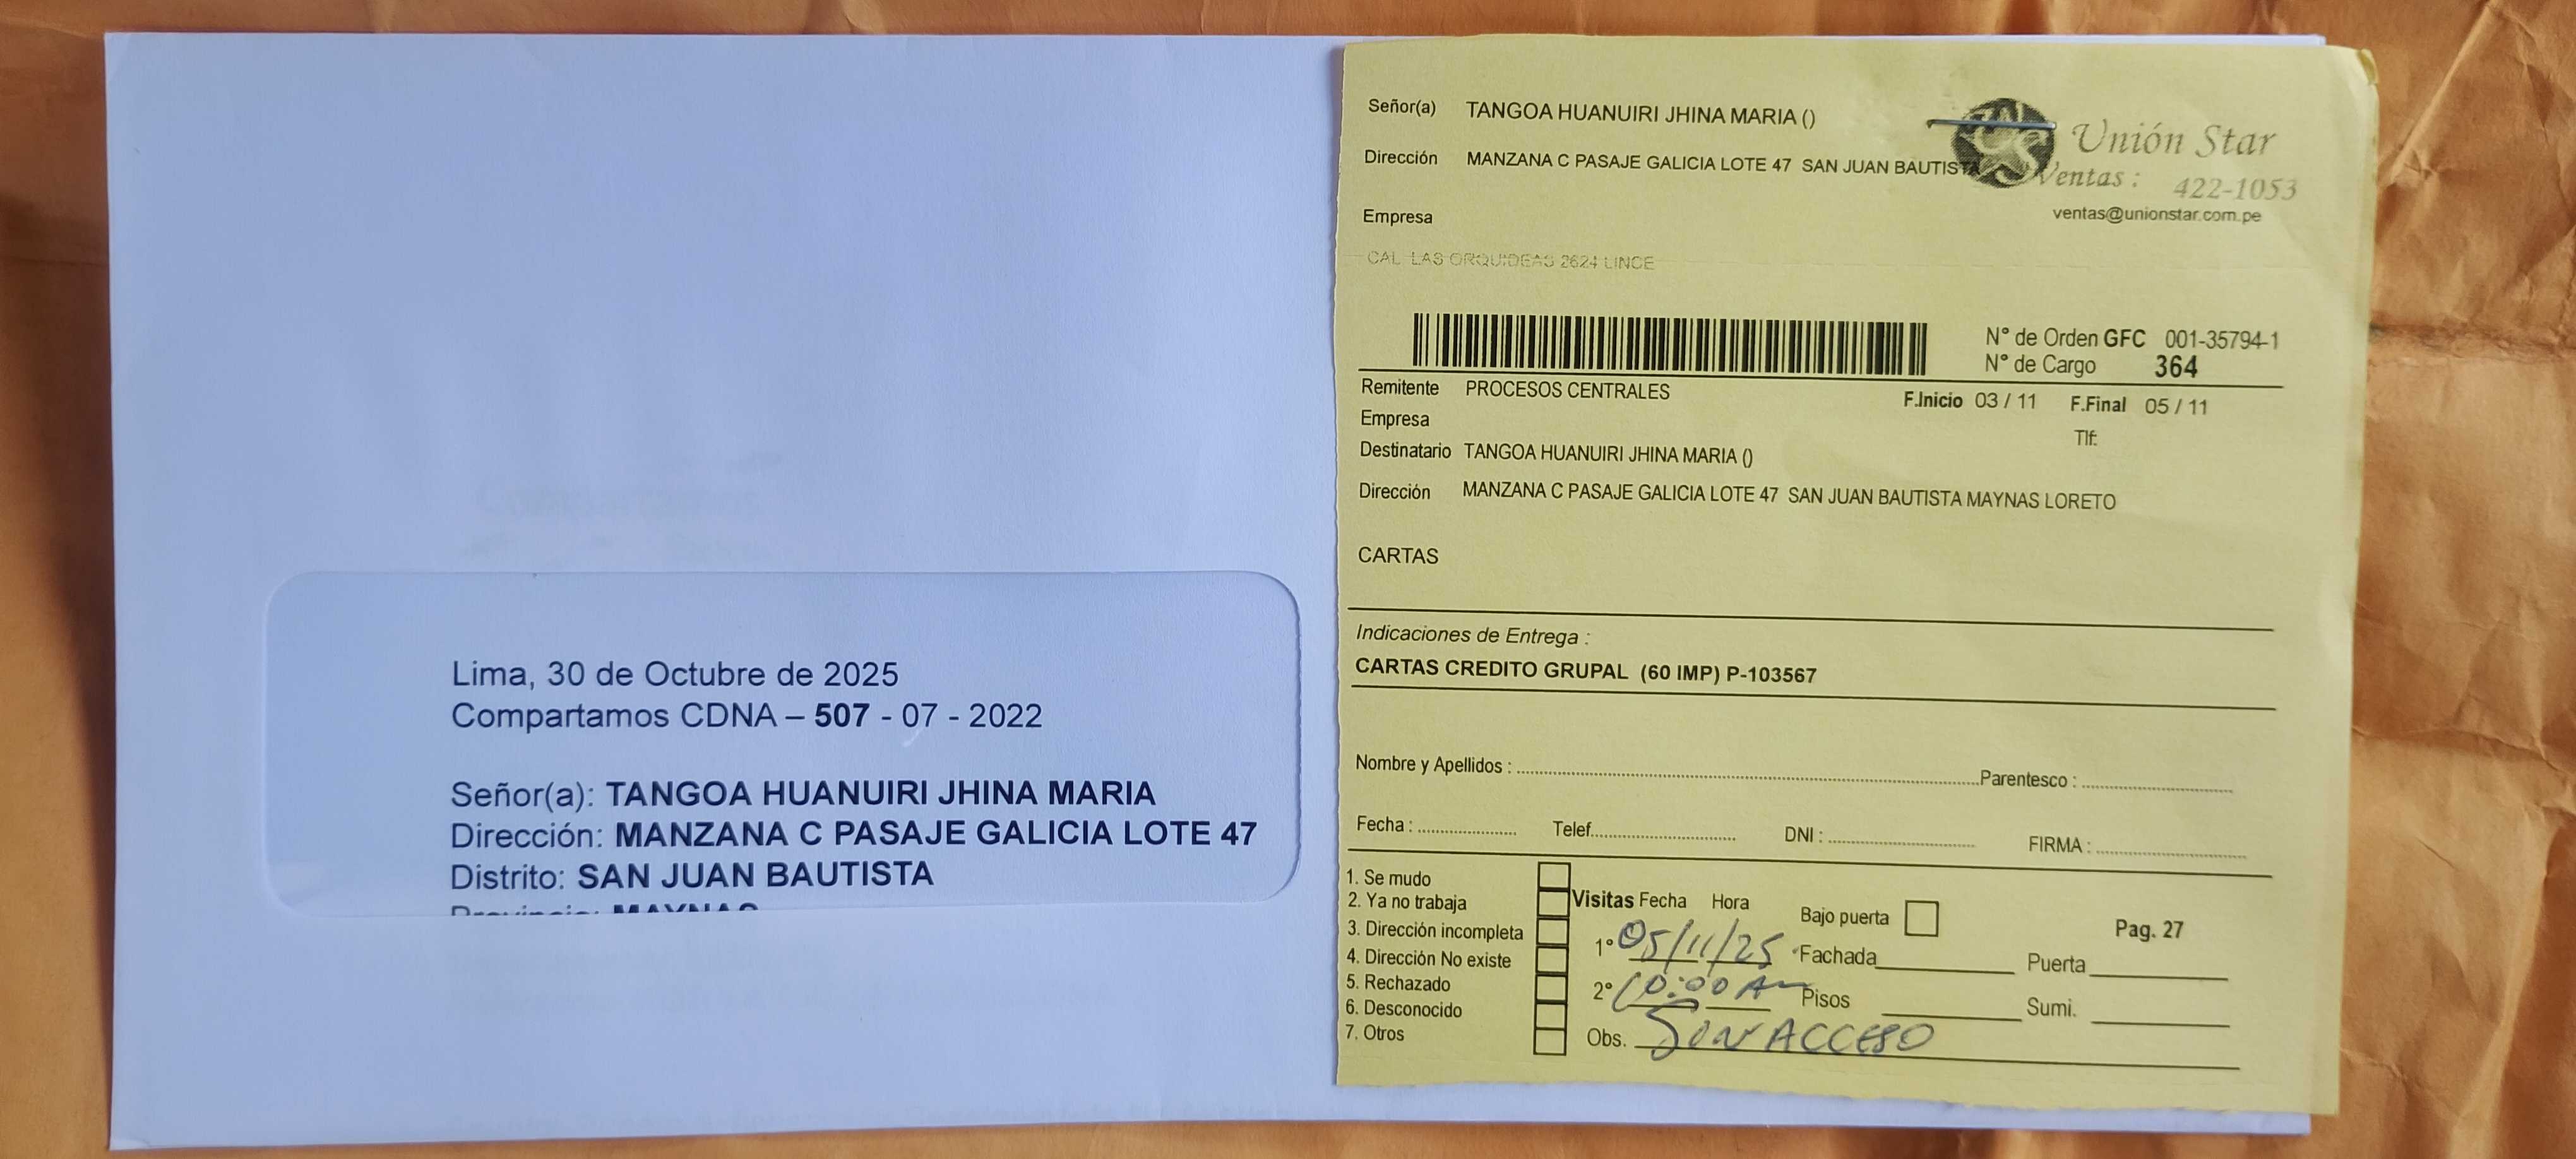 Lima, 30 de Octubre de 2025
Compartamos CDNA – 507 - 07 - 2022
Señor(a): TANGOA HUANUIRI JHINA MARIA
Dirección: MANZANA C PASAJE GALICIA LOTE 47
Distrito: SAN JUAN BAUTISTA
Provincia: MAYNAS
Señor(a) TANGOA HUANUIRI JHINA MARIA ()
Dirección MANZANA C PASAJE GALICIA LOTE 47 SAN JUAN BAUTISTA
Unión Star
Ventas : 422-1053
ventas@unionstar.com.pe
Empresa
CAL LAS ORQUIDEAS 2624 LINCE
N° de Orden GFC 001-35794-1
N° de Cargo 364
Remitente PROCESOS CENTRALES
F.Inicio 03 / 11 F.Final 05 / 11
Empresa
Tlf:
Destinatario TANGOA HUANUIRI JHINA MARIA ()
Dirección MANZANA C PASAJE GALICIA LOTE 47 SAN JUAN BAUTISTA MAYNAS LORETO
CARTAS
Indicaciones de Entrega :
CARTAS CREDITO GRUPAL (60 IMP) P-103567
Nombre y Apellidos : Parentesco :
Fecha : Telef. DNI : FIRMA :
1. Se mudo
2. Ya no trabaja
3. Dirección incompleta
4. Dirección No existe
5. Rechazado
6. Desconocido
7. Otros
Visitas Fecha Hora Bajo puerta Pag. 27
1° 05/11/25 Fachada Puerta
2° 10:00 AM Pisos Sumi.
Obs. SIN ACCESO